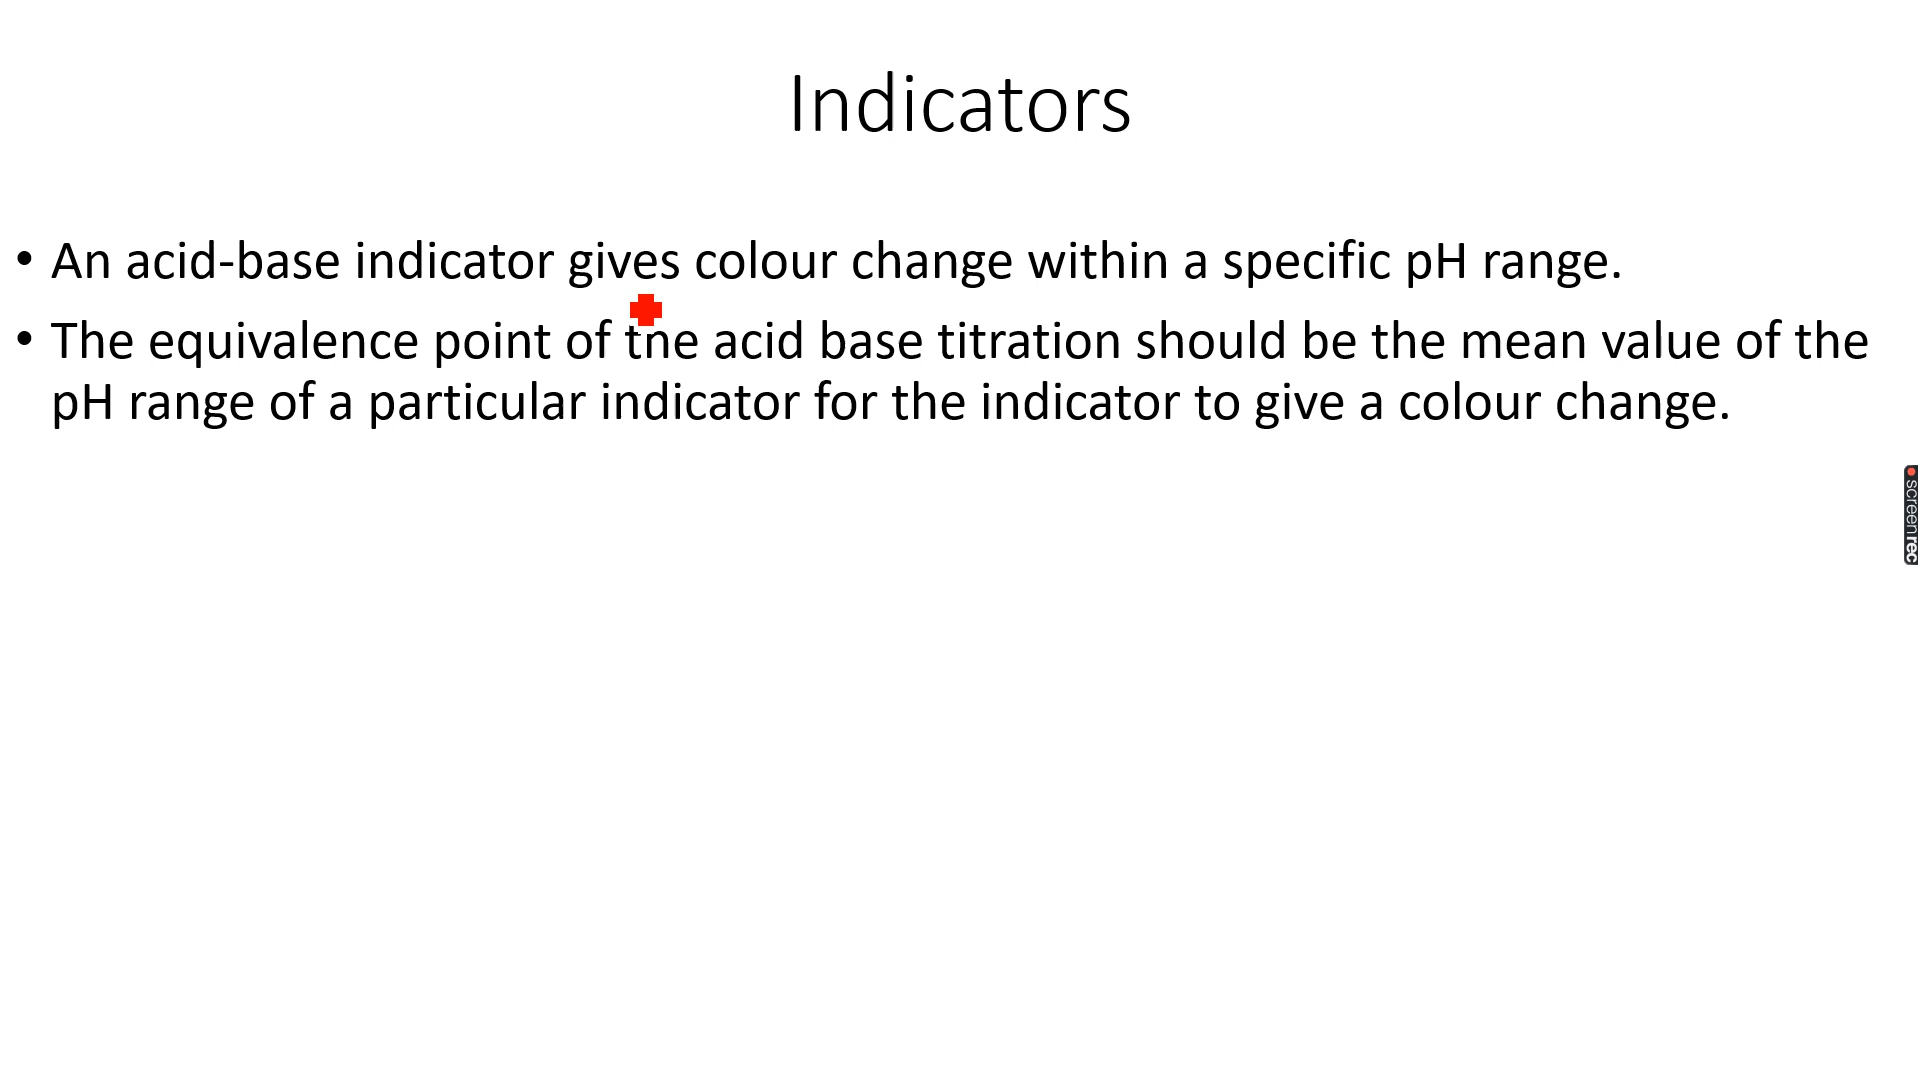 Indicators
• An acid-base indicator gives colour change within a specific pH range.
• The equivalence point of the acid base titration should be the mean value of the
pH range of a particular indicator for the indicator to give a colour change.
screenrec